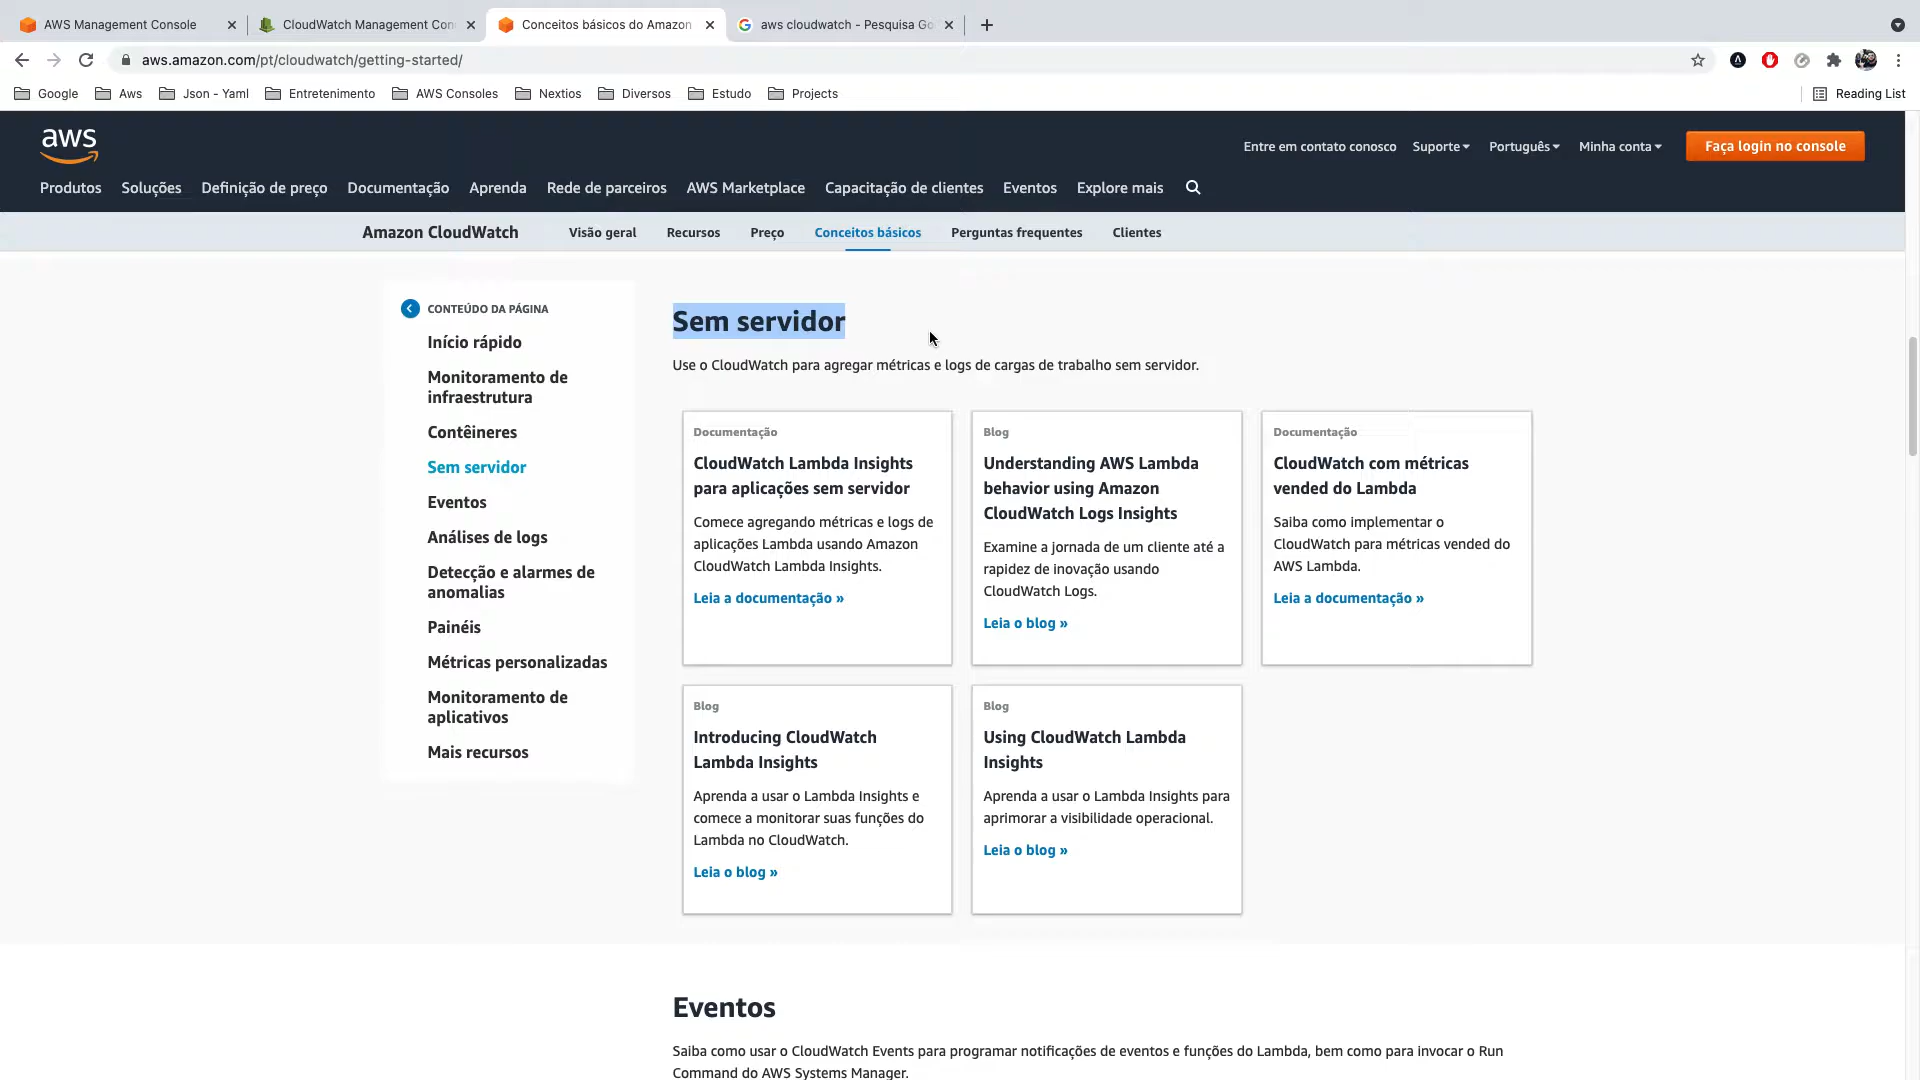 AWS Management Console
CloudWatch Management Con
Conceitos básicos do Amazon
aws cloudwatch - Pesquisa Go
aws.amazon.com/pt/cloudwatch/getting-started/
Google
Aws
Json - Yaml
Entretenimento
AWS Consoles
Nextios
Diversos
Estudo
Projects
Reading List
aws
Entre em contato conosco
Suporte
Português
Minha conta
Faça login no console
Produtos
Soluções
Definição de preço
Documentação
Aprenda
Rede de parceiros
AWS Marketplace
Capacitação de clientes
Eventos
Explore mais
Amazon CloudWatch
Visão geral
Recursos
Preço
Conceitos básicos
Perguntas frequentes
Clientes
CONTEÚDO DA PÁGINA
Início rápido
Monitoramento de
infraestrutura
Contêineres
Sem servidor
Eventos
Análises de logs
Detecção e alarmes de
anomalias
Painéis
Métricas personalizadas
Monitoramento de
aplicativos
Mais recursos
Sem servidor
Use o CloudWatch para agregar métricas e logs de cargas de trabalho sem servidor.
Documentação
CloudWatch Lambda Insights
para aplicações sem servidor
Comece agregando métricas e logs de
aplicações Lambda usando Amazon
CloudWatch Lambda Insights.
Leia a documentação »
Blog
Understanding AWS Lambda
behavior using Amazon
CloudWatch Logs Insights
Examine a jornada de um cliente até a
rapidez de inovação usando
CloudWatch Logs.
Leia o blog »
Documentação
CloudWatch com métricas
vended do Lambda
Saiba como implementar o
CloudWatch para métricas vended do
AWS Lambda.
Leia a documentação »
Blog
Introducing CloudWatch
Lambda Insights
Aprenda a usar o Lambda Insights e
comece a monitorar suas funções do
Lambda no CloudWatch.
Leia o blog »
Blog
Using CloudWatch Lambda
Insights
Aprenda a usar o Lambda Insights para
aprimorar a visibilidade operacional.
Leia o blog »
Eventos
Saiba como usar o CloudWatch Events para programar notificações de eventos e funções do Lambda, bem como para invocar o Run
Command do AWS Systems Manager.